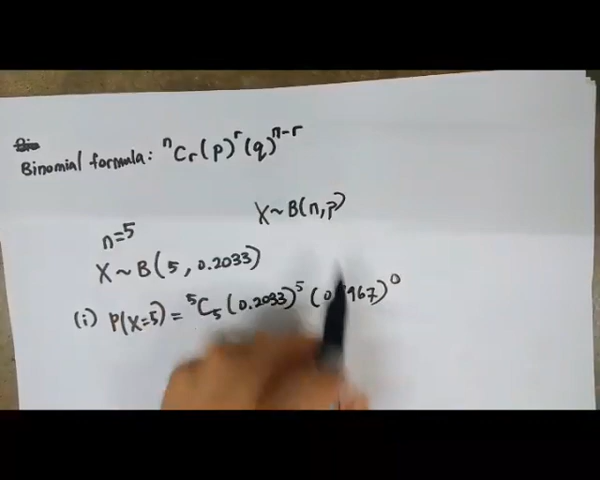 Binomial formula: ⁿCᵣ(p)ʳ(q)ⁿ⁻ʳ
X~B(n,p)
n=5
X~B(5, 0.2033)
(i) P(X=5) = ⁵C₅(0.2033)⁵(0. 967)⁰